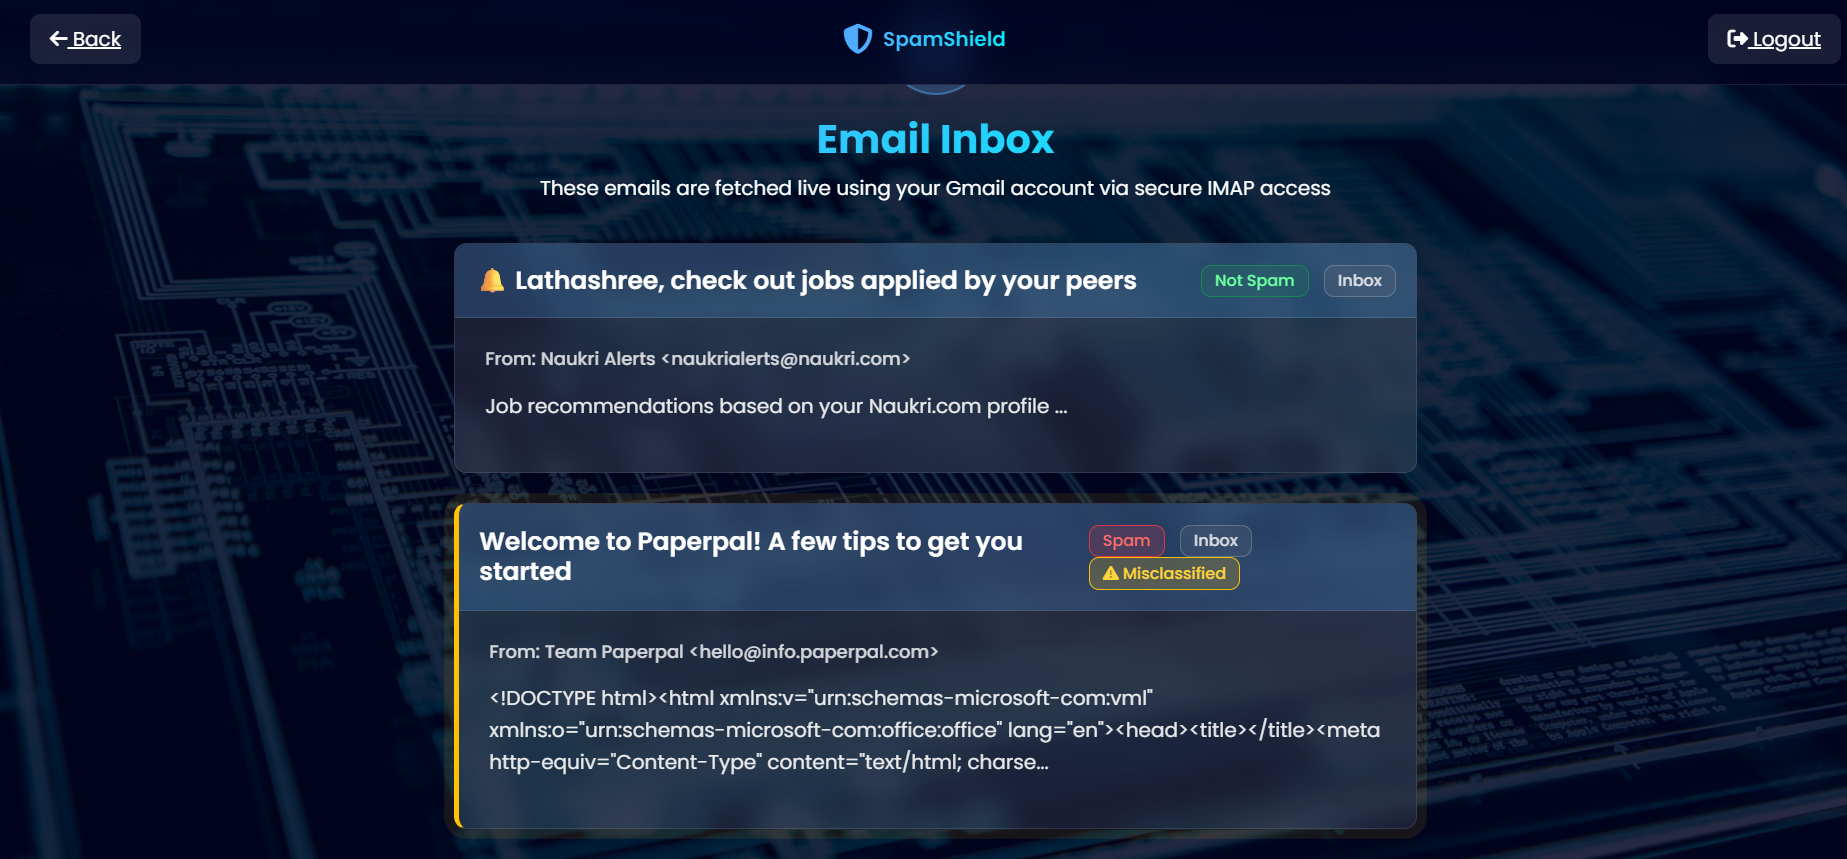 Back
SpamShield
Logout
Email Inbox
These emails are fetched live using your Gmail account via secure IMAP access
🔔 Lathashree, check out jobs applied by your peers
Not Spam
Inbox
From: Naukri Alerts <naukrialerts@naukri.com>
Job recommendations based on your Naukri.com profile ...
Welcome to Paperpal! A few tips to get you
started
Spam
Inbox
Misclassified
From: Team Paperpal <hello@info.paperpal.com>
<!DOCTYPE html><html xmlns:v="urn:schemas-microsoft-com:vml"
xmlns:o="urn:schemas-microsoft-com:office:office" lang="en"><head><title></title><meta
http-equiv="Content-Type" content="text/html; charse...